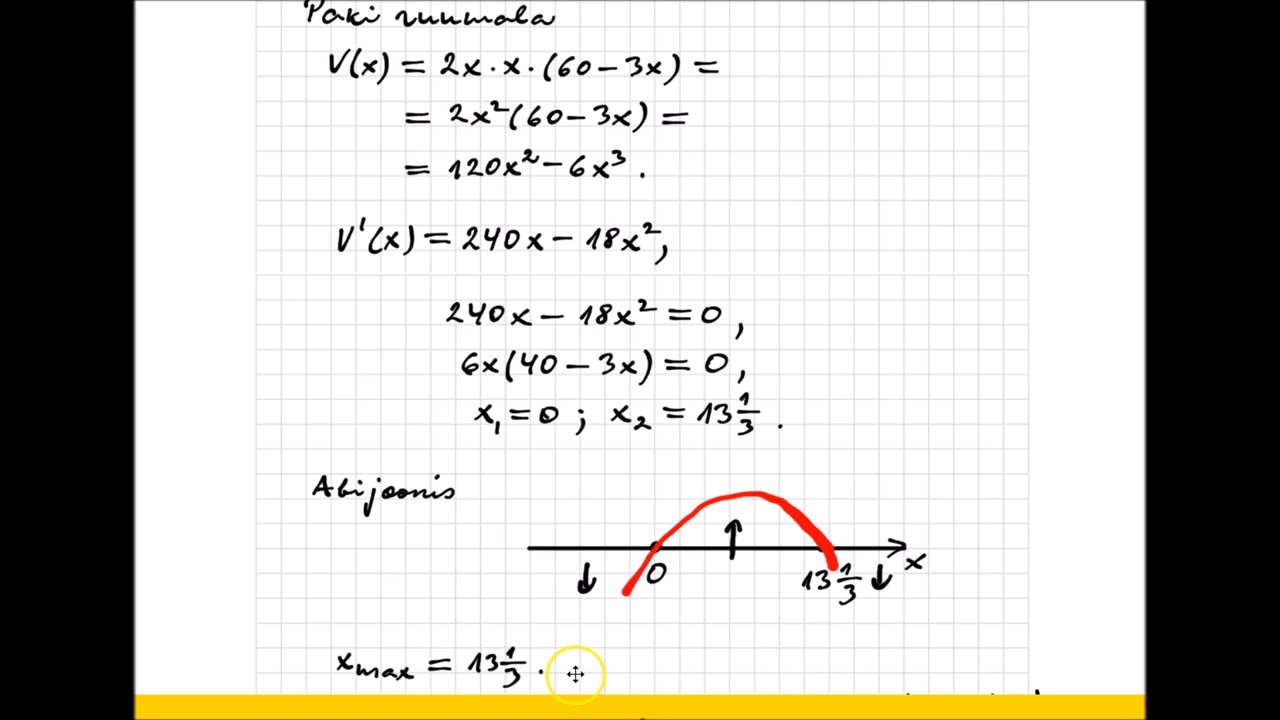 Paki ruumala
V(x) = 2x · x · (60 − 3x) =
= 2x²(60 − 3x) =
= 120x² − 6x³ .
V'(x) = 240x − 18x²,
240x − 18x² = 0 ,
6x(40 − 3x) = 0 ,
x₁ = 0 ; x₂ = 13 1/3 .
Abijoonis
↓ 0 ↑ 13 1/3 ↓ x
xmax = 13 1/3 .